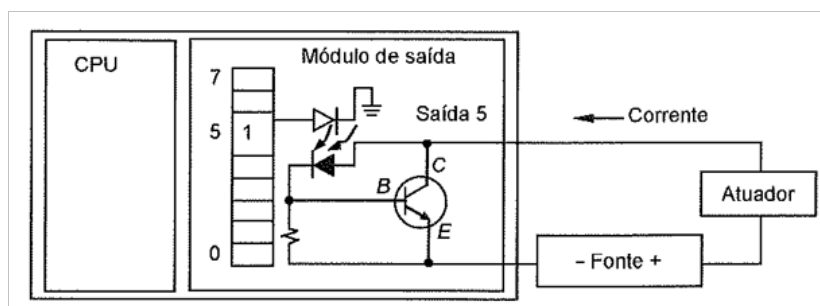 CPU
Módulo de saída
7
5
1
0
Saída 5
B
C
E
Corrente
Atuador
– Fonte +